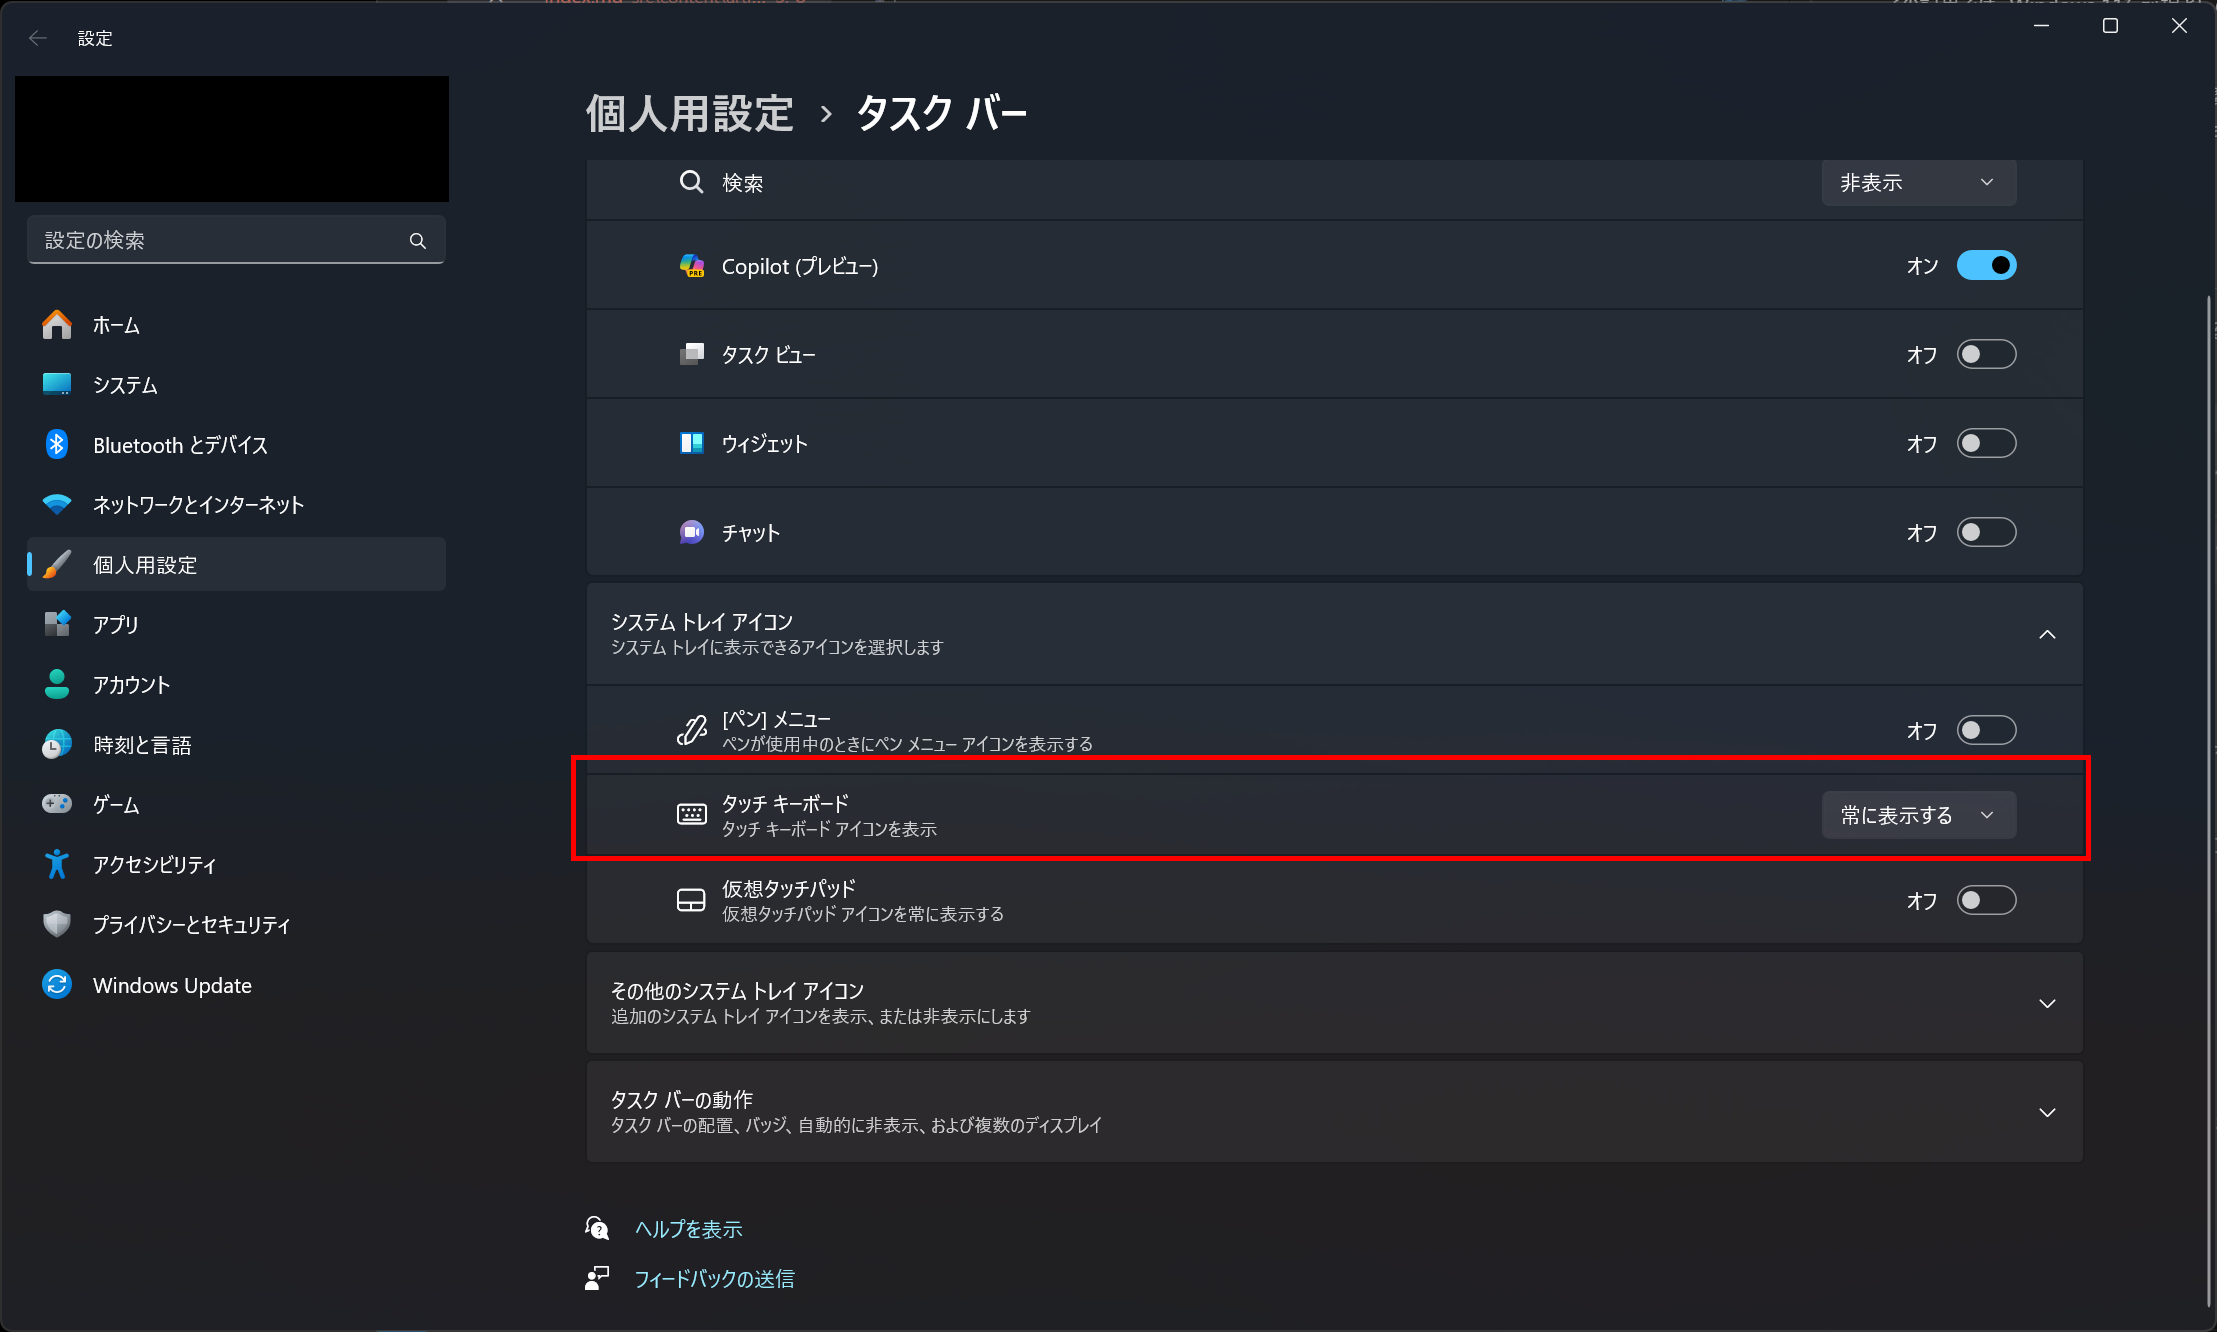 設定
設定の検索
ホーム
システム
Bluetooth とデバイス
ネットワークとインターネット
個人用設定
アプリ
アカウント
時刻と言語
ゲーム
アクセシビリティ
プライバシーとセキュリティ
Windows Update
個人用設定 › タスク バー
検索
非表示
Copilot (プレビュー)
オン
タスク ビュー
オフ
ウィジェット
オフ
チャット
オフ
システム トレイ アイコン
システム トレイに表示できるアイコンを選択します
[ペン] メニュー
ペンが使用中のときにペン メニュー アイコンを表示する
オフ
タッチ キーボード
タッチ キーボード アイコンを表示
常に表示する
仮想タッチパッド
仮想タッチパッド アイコンを常に表示する
オフ
その他のシステム トレイ アイコン
追加のシステム トレイ アイコンを表示、または非表示にします
タスク バーの動作
タスク バーの配置、バッジ、自動的に非表示、および複数のディスプレイ
ヘルプを表示
フィードバックの送信